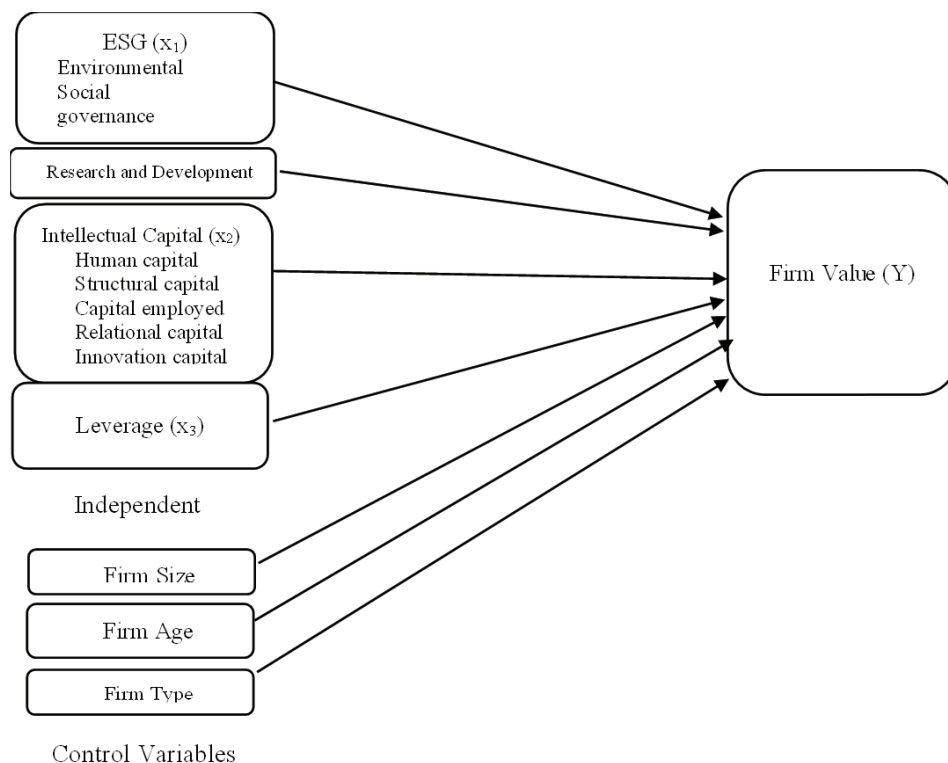 ESG (x₁)
Environmental
Social
governance
Research and Development
Intellectual Capital (x₂)
Human capital
Structural capital
Capital employed
Relational capital
Innovation capital
Leverage (x₃)
Independent
Firm Size
Firm Age
Firm Type
Control Variables
Firm Value (Y)